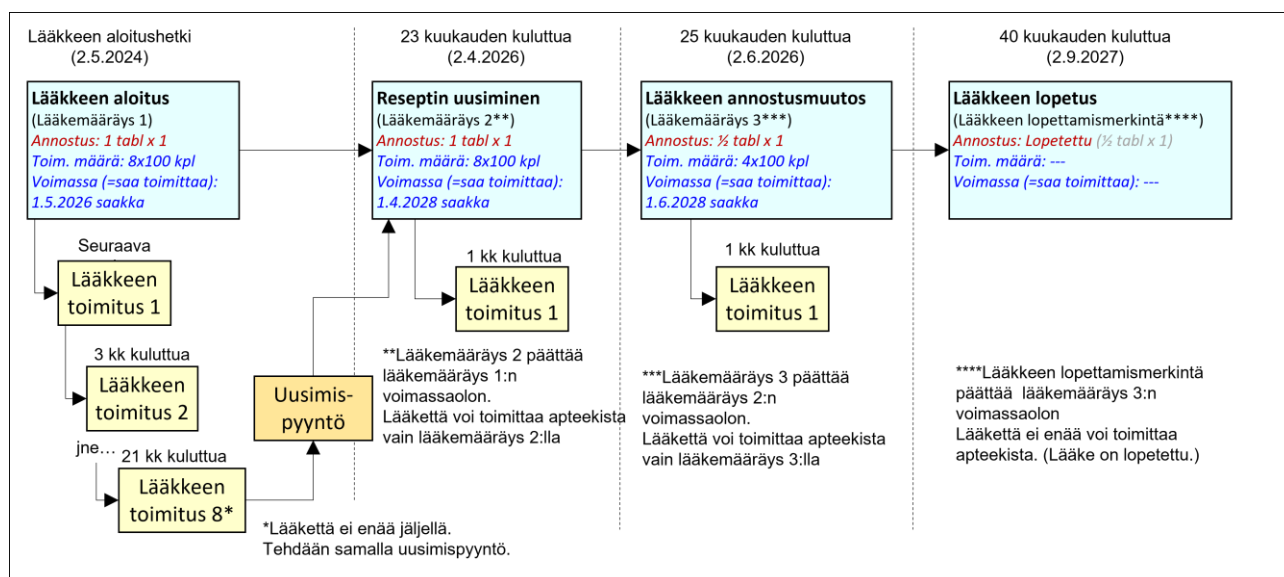 Lääkkeen aloitushetki
(2.5.2024)
Lääkkeen aloitus
(Lääkemääräys 1)
Annostus: 1 tabl x 1
Toim. määrä: 8x100 kpl
Voimassa (=saa toimittaa):
1.5.2026 saakka
Seuraava
Lääkkeen
toimitus 1
3 kk kuluttua
Lääkkeen
toimitus 2
jne...
21 kk kuluttua
Lääkkeen
toimitus 8*
*Lääkettä ei enää jäljellä.
Tehdään samalla uusimispyyntö.
Uusimis-
pyyntö
23 kuukauden kuluttua
(2.4.2026)
Reseptin uusiminen
(Lääkemääräys 2**)
Annostus: 1 tabl x 1
Toim. määrä: 8x100 kpl
Voimassa (=saa toimittaa):
1.4.2028 saakka
1 kk kuluttua
Lääkkeen
toimitus 1
**Lääkemääräys 2 päättää
lääkemääräys 1:n
voimassaolon.
Lääkettä voi toimittaa apteekista
vain lääkemääräys 2:lla
25 kuukauden kuluttua
(2.6.2026)
Lääkkeen annostusmuutos
(Lääkemääräys 3***)
Annostus: ½ tabl x 1
Toim. määrä: 4x100 kpl
Voimassa (=saa toimittaa):
1.6.2028 saakka
1 kk kuluttua
Lääkkeen
toimitus 1
***Lääkemääräys 3 päättää
lääkemääräys 2:n
voimassaolon.
Lääkettä voi toimittaa apteekista
vain lääkemääräys 3:lla
40 kuukauden kuluttua
(2.9.2027)
Lääkkeen lopetus
(Lääkkeen lopettamismerkintä****)
Annostus: Lopetettu (½ tabl x 1)
Toim. määrä: ---
Voimassa (=saa toimittaa): ---
****Lääkkeen lopettamismerkintä
päättää lääkemääräys 3:n
voimassaolon
Lääkettä ei enää voi toimittaa
apteekista. (Lääke on lopetettu.)